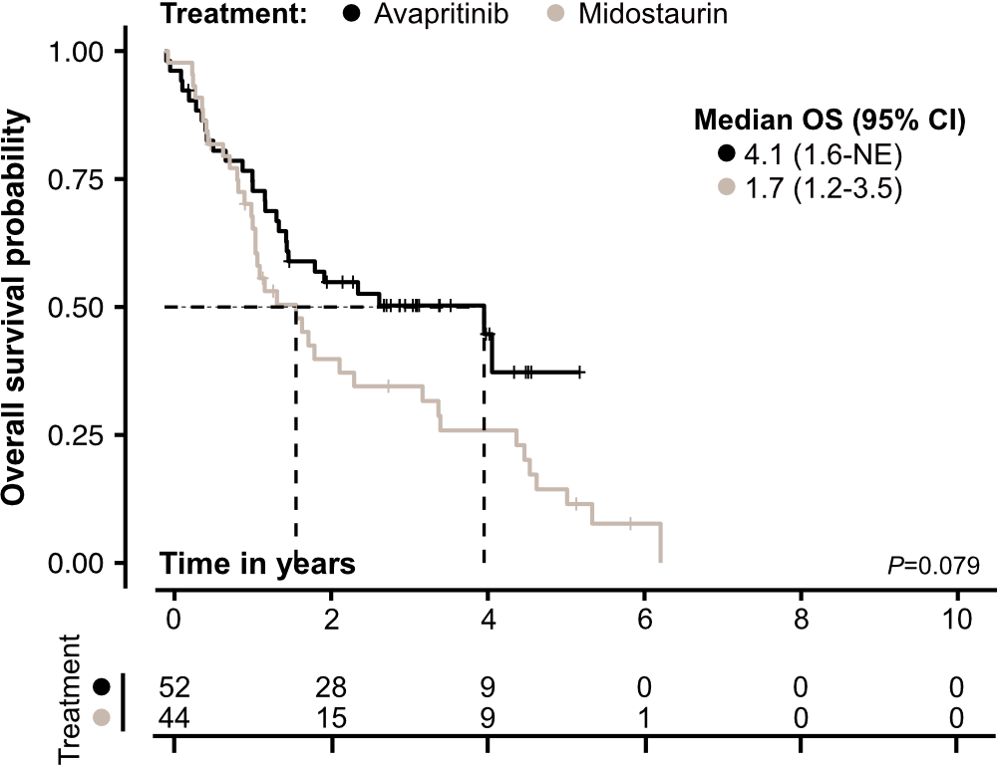 Treatment: Avapritinib Midostaurin
Overall survival probability
1.00
0.75
0.50
0.25
0.00
Median OS (95% CI)
4.1 (1.6-NE)
1.7 (1.2-3.5)
Time in years
P=0.079
0 2 4 6 8 10
Treatment
52 28 9 0 0 0
44 15 9 1 0 0